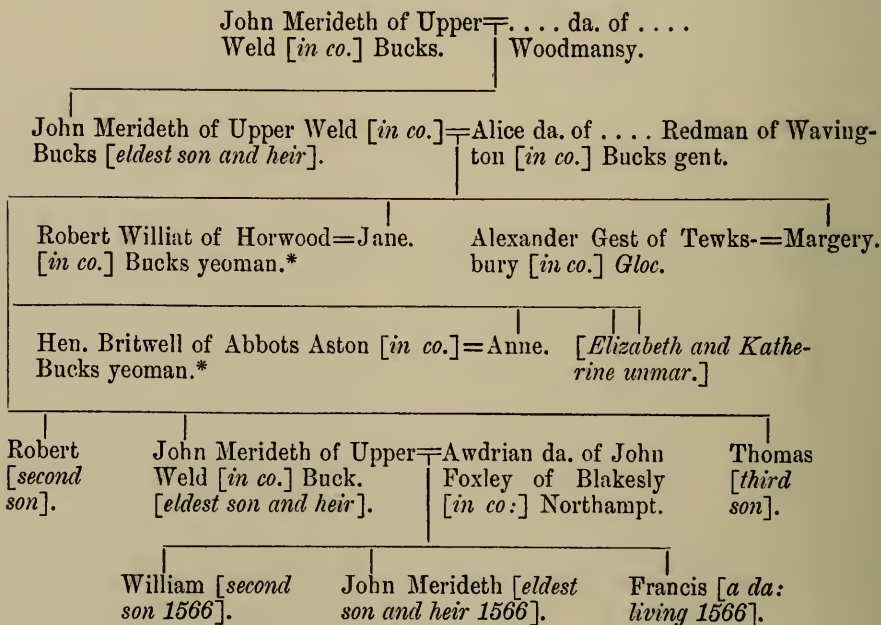 John Merideth of Upper=. . . . da. of . . . .
Weld [in co.] Bucks. Woodmansy.
John Merideth of Upper Weld [in co.]=Alice da. of . . . . Redman of Waving-
Bucks [eldest son and heir]. ton [in co.] Bucks gent.
Robert Williat of Horwood=Jane.
[in co.] Bucks yeoman.*
Alexander Gest of Tewks-=Margery.
bury [in co.] Gloc.
Hen. Britwell of Abbots Aston [in co.]=Anne.
Bucks yeoman.*
[Elizabeth and Kathe-
rine unmar.]
Robert
[second
son].
John Merideth of Upper=Awdrian da. of John
Weld [in co.] Buck. Foxley of Blakesly
[eldest son and heir]. [in co:] Northampt.
Thomas
[third
son].
William [second
son 1566].
John Merideth [eldest
son and heir 1566].
Francis [a da:
living 1566].